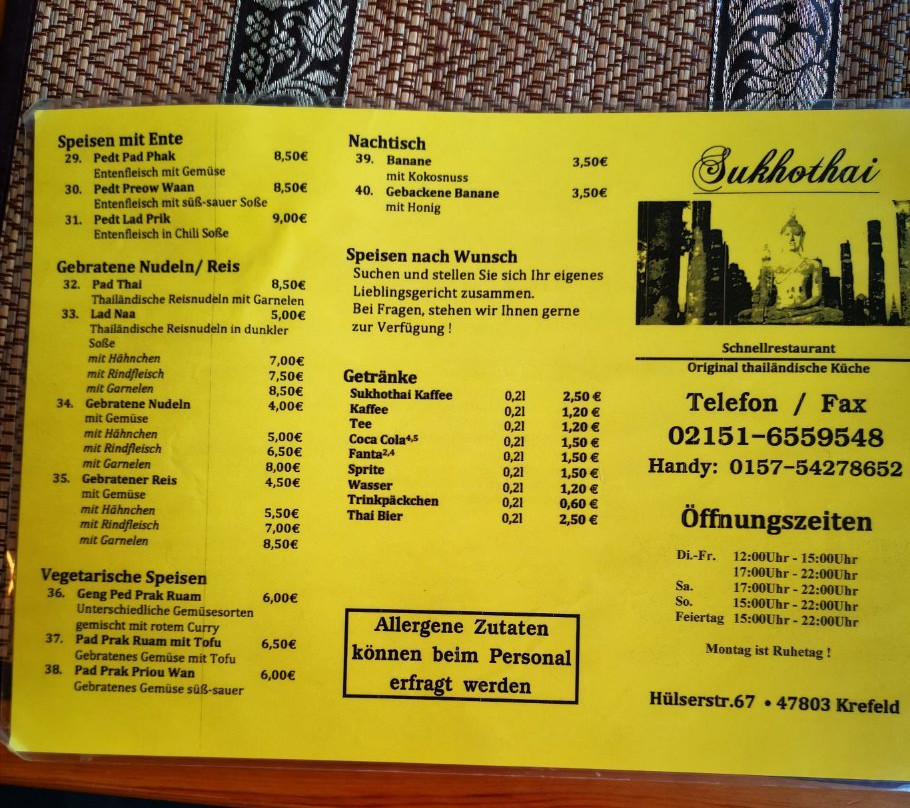 Speisen mit Ente
29. Pedt Pad Phak 8,50€
Entenfleisch mit Gemüse
30. Pedt Preow Waan 8,50€
Entenfleisch mit süß-sauer Soße
31. Pedt Lad Prik 9,00€
Entenfleisch in Chili Soße
Gebratene Nudeln/ Reis
32. Pad Thai 8,50€
Thailändische Reisnudeln mit Garnelen
33. Lad Naa 5,00€
Thailändische Reisnudeln in dunkler
Soße
mit Hähnchen 7,00€
mit Rindfleisch 7,50€
mit Garnelen 8,50€
34. Gebratene Nudeln 4,00€
mit Gemüse
mit Hähnchen 5,00€
mit Rindfleisch 6,50€
mit Garnelen 8,00€
35. Gebratener Reis 4,50€
mit Gemüse
mit Hähnchen 5,50€
mit Rindfleisch 7,00€
mit Garnelen 8,50€
Vegetarische Speisen
36. Geng Ped Prak Ruam 6,00€
Unterschiedliche Gemüsesorten
gemischt mit rotem Curry
37. Pad Prak Ruam mit Tofu 6,50€
Gebratenes Gemüse mit Tofu
38. Pad Prak Priou Wan 6,00€
Gebratenes Gemüse süß-sauer
Nachtisch
39. Banane 3,50€
mit Kokosnuss
40. Gebackene Banane 3,50€
mit Honig
Speisen nach Wunsch
Suchen und stellen Sie sich Ihr eigenes
Lieblingsgericht zusammen.
Bei Fragen, stehen wir Ihnen gerne
zur Verfügung !
Getränke
Sukhothai Kaffee 0,2l 2,50 €
Kaffee 0,2l 1,20 €
Tee 0,2l 1,20 €
Coca Cola⁴,⁵ 0,2l 1,50 €
Fanta²,⁴ 0,2l 1,50 €
Sprite 0,2l 1,50 €
Wasser 0,2l 1,20 €
Trinkpäckchen 0,2l 0,60 €
Thai Bier 0,2l 2,50 €
Allergene Zutaten
können beim Personal
erfragt werden
Sukhothai
Schnellrestaurant
Original thailändische Küche
Telefon / Fax
02151-6559548
Handy: 0157-54278652
Öffnungszeiten
Di.-Fr. 12:00Uhr - 15:00Uhr
17:00Uhr - 22:00Uhr
Sa. 17:00Uhr - 22:00Uhr
So. 15:00Uhr - 22:00Uhr
Feiertag 15:00Uhr - 22:00Uhr
Montag ist Ruhetag !
Hülserstr.67 • 47803 Krefeld